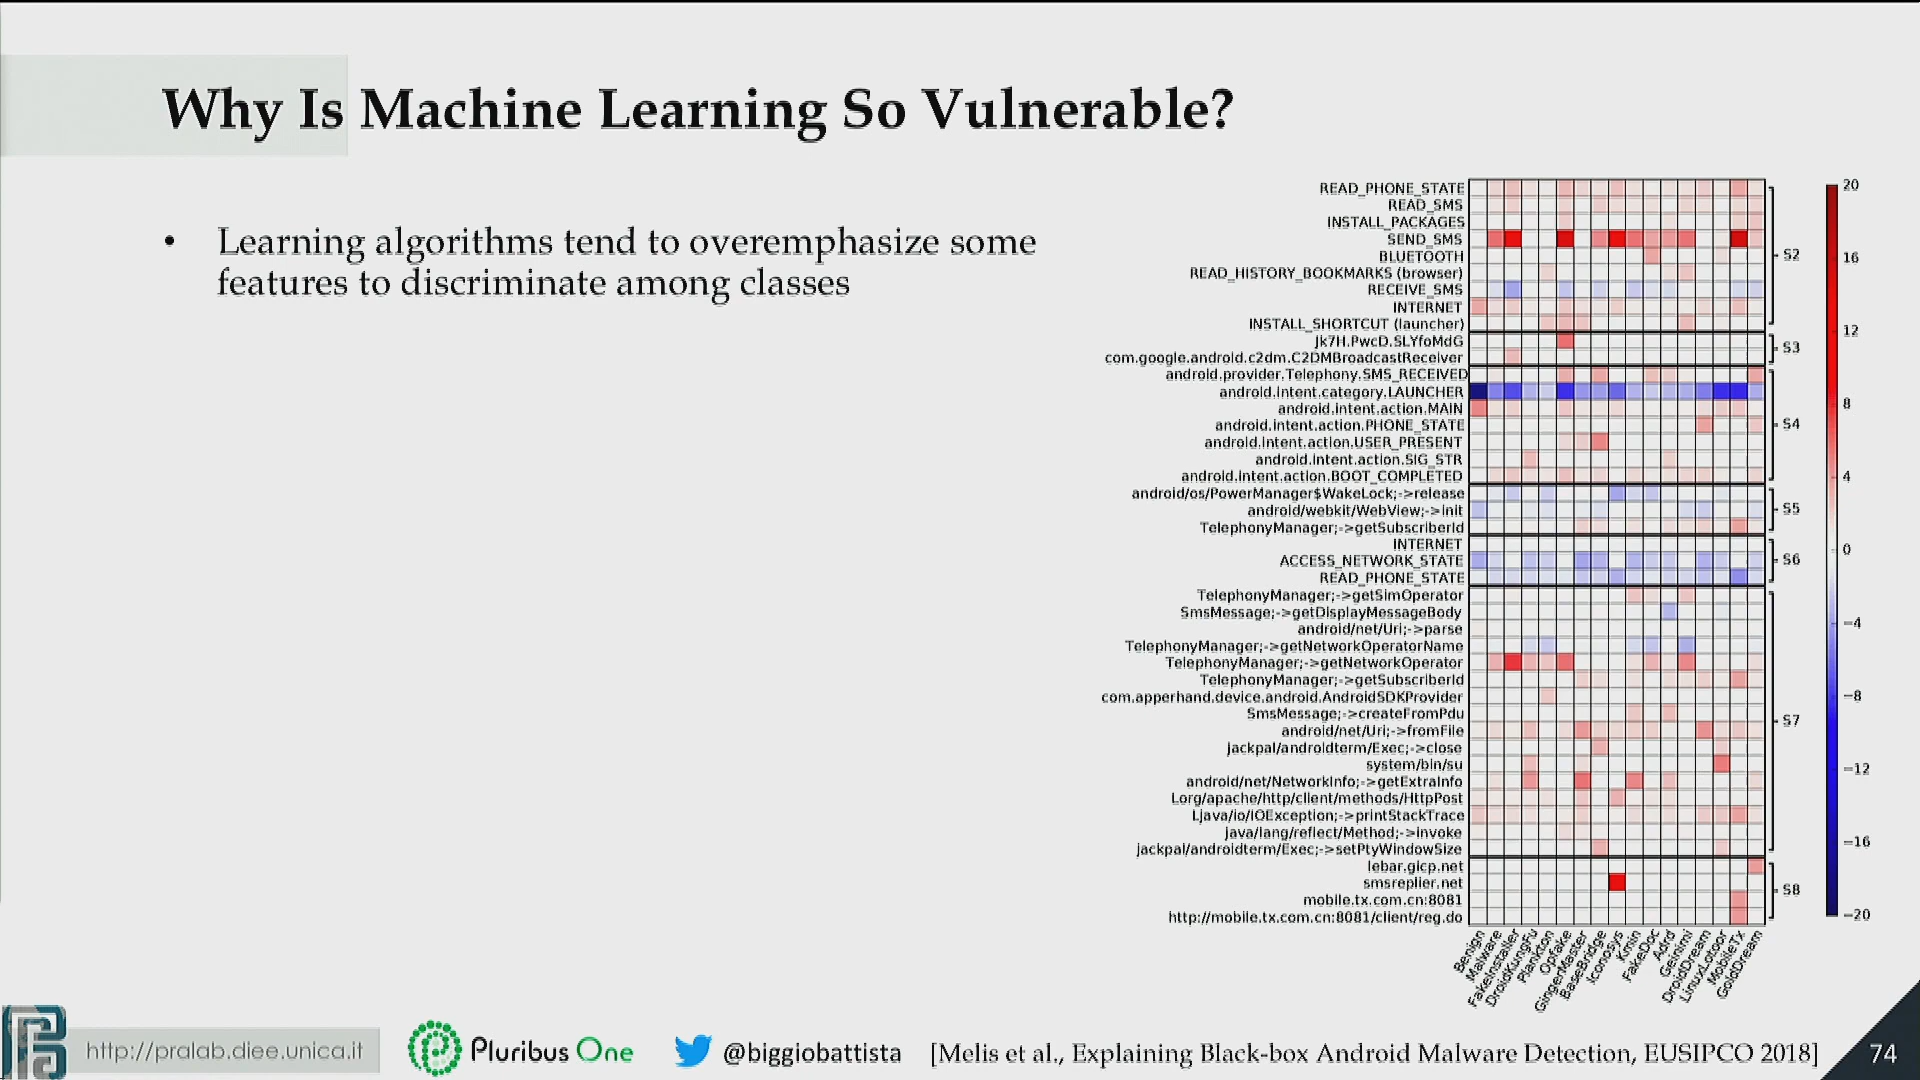 Why Is Machine Learning So Vulnerable?
• Learning algorithms tend to overemphasize some
features to discriminate among classes
READ_PHONE_STATE
READ_SMS
INSTALL_PACKAGES
SEND_SMS
BLUETOOTH
READ_HISTORY_BOOKMARKS (browser)
RECEIVE_SMS
INTERNET
INSTALL_SHORTCUT (launcher)
S2
Jk7H.PwcD.SLYfoMdG
com.google.android.c2dm.C2DMBroadcastReceiver
S3
android.provider.Telephony.SMS_RECEIVED
android.intent.category.LAUNCHER
android.intent.action.MAIN
android.intent.action.PHONE_STATE
android.intent.action.USER_PRESENT
android.intent.action.SIG_STR
android.intent.action.BOOT_COMPLETED
S4
android/os/PowerManager$WakeLock;->release
android/webkit/WebView;->init
TelephonyManager;->getSubscriberId
S5
INTERNET
ACCESS_NETWORK_STATE
READ_PHONE_STATE
S6
TelephonyManager;->getSimOperator
SmsMessage;->getDisplayMessageBody
android/net/Uri;->parse
TelephonyManager;->getNetworkOperatorName
TelephonyManager;->getNetworkOperator
TelephonyManager;->getSubscriberId
com.apperhand.device.android.AndroidSDKProvider
SmsMessage;->createFromPdu
android/net/Uri;->fromFile
jackpal/androidterm/Exec;->close
system/bin/su
android/net/NetworkInfo;->getExtraInfo
Lorg/apache/http/client/methods/HttpPost
Ljava/io/IOException;->printStackTrace
java/lang/reflect/Method;->invoke
jackpal/androidterm/Exec;->setPtyWindowSize
S7
lebar.gicp.net
smsreplier.net
mobile.tx.com.cn:8081
http://mobile.tx.com.cn:8081/client/reg.do
S8
Benign
Malware
FakeInstaller
DroidKungFu
Plankton
Opfake
GingerMaster
BaseBridge
Iconosys
Kmin
FakeDoc
Adrd
Geinimi
DroidDream
LinuxLotoor
MobileTx
GoldDream
20
16
12
8
4
0
−4
−8
−12
−16
−20
http://pralab.diee.unica.it
Pluribus One
@biggiobattista
[Melis et al., Explaining Black-box Android Malware Detection, EUSIPCO 2018]
74